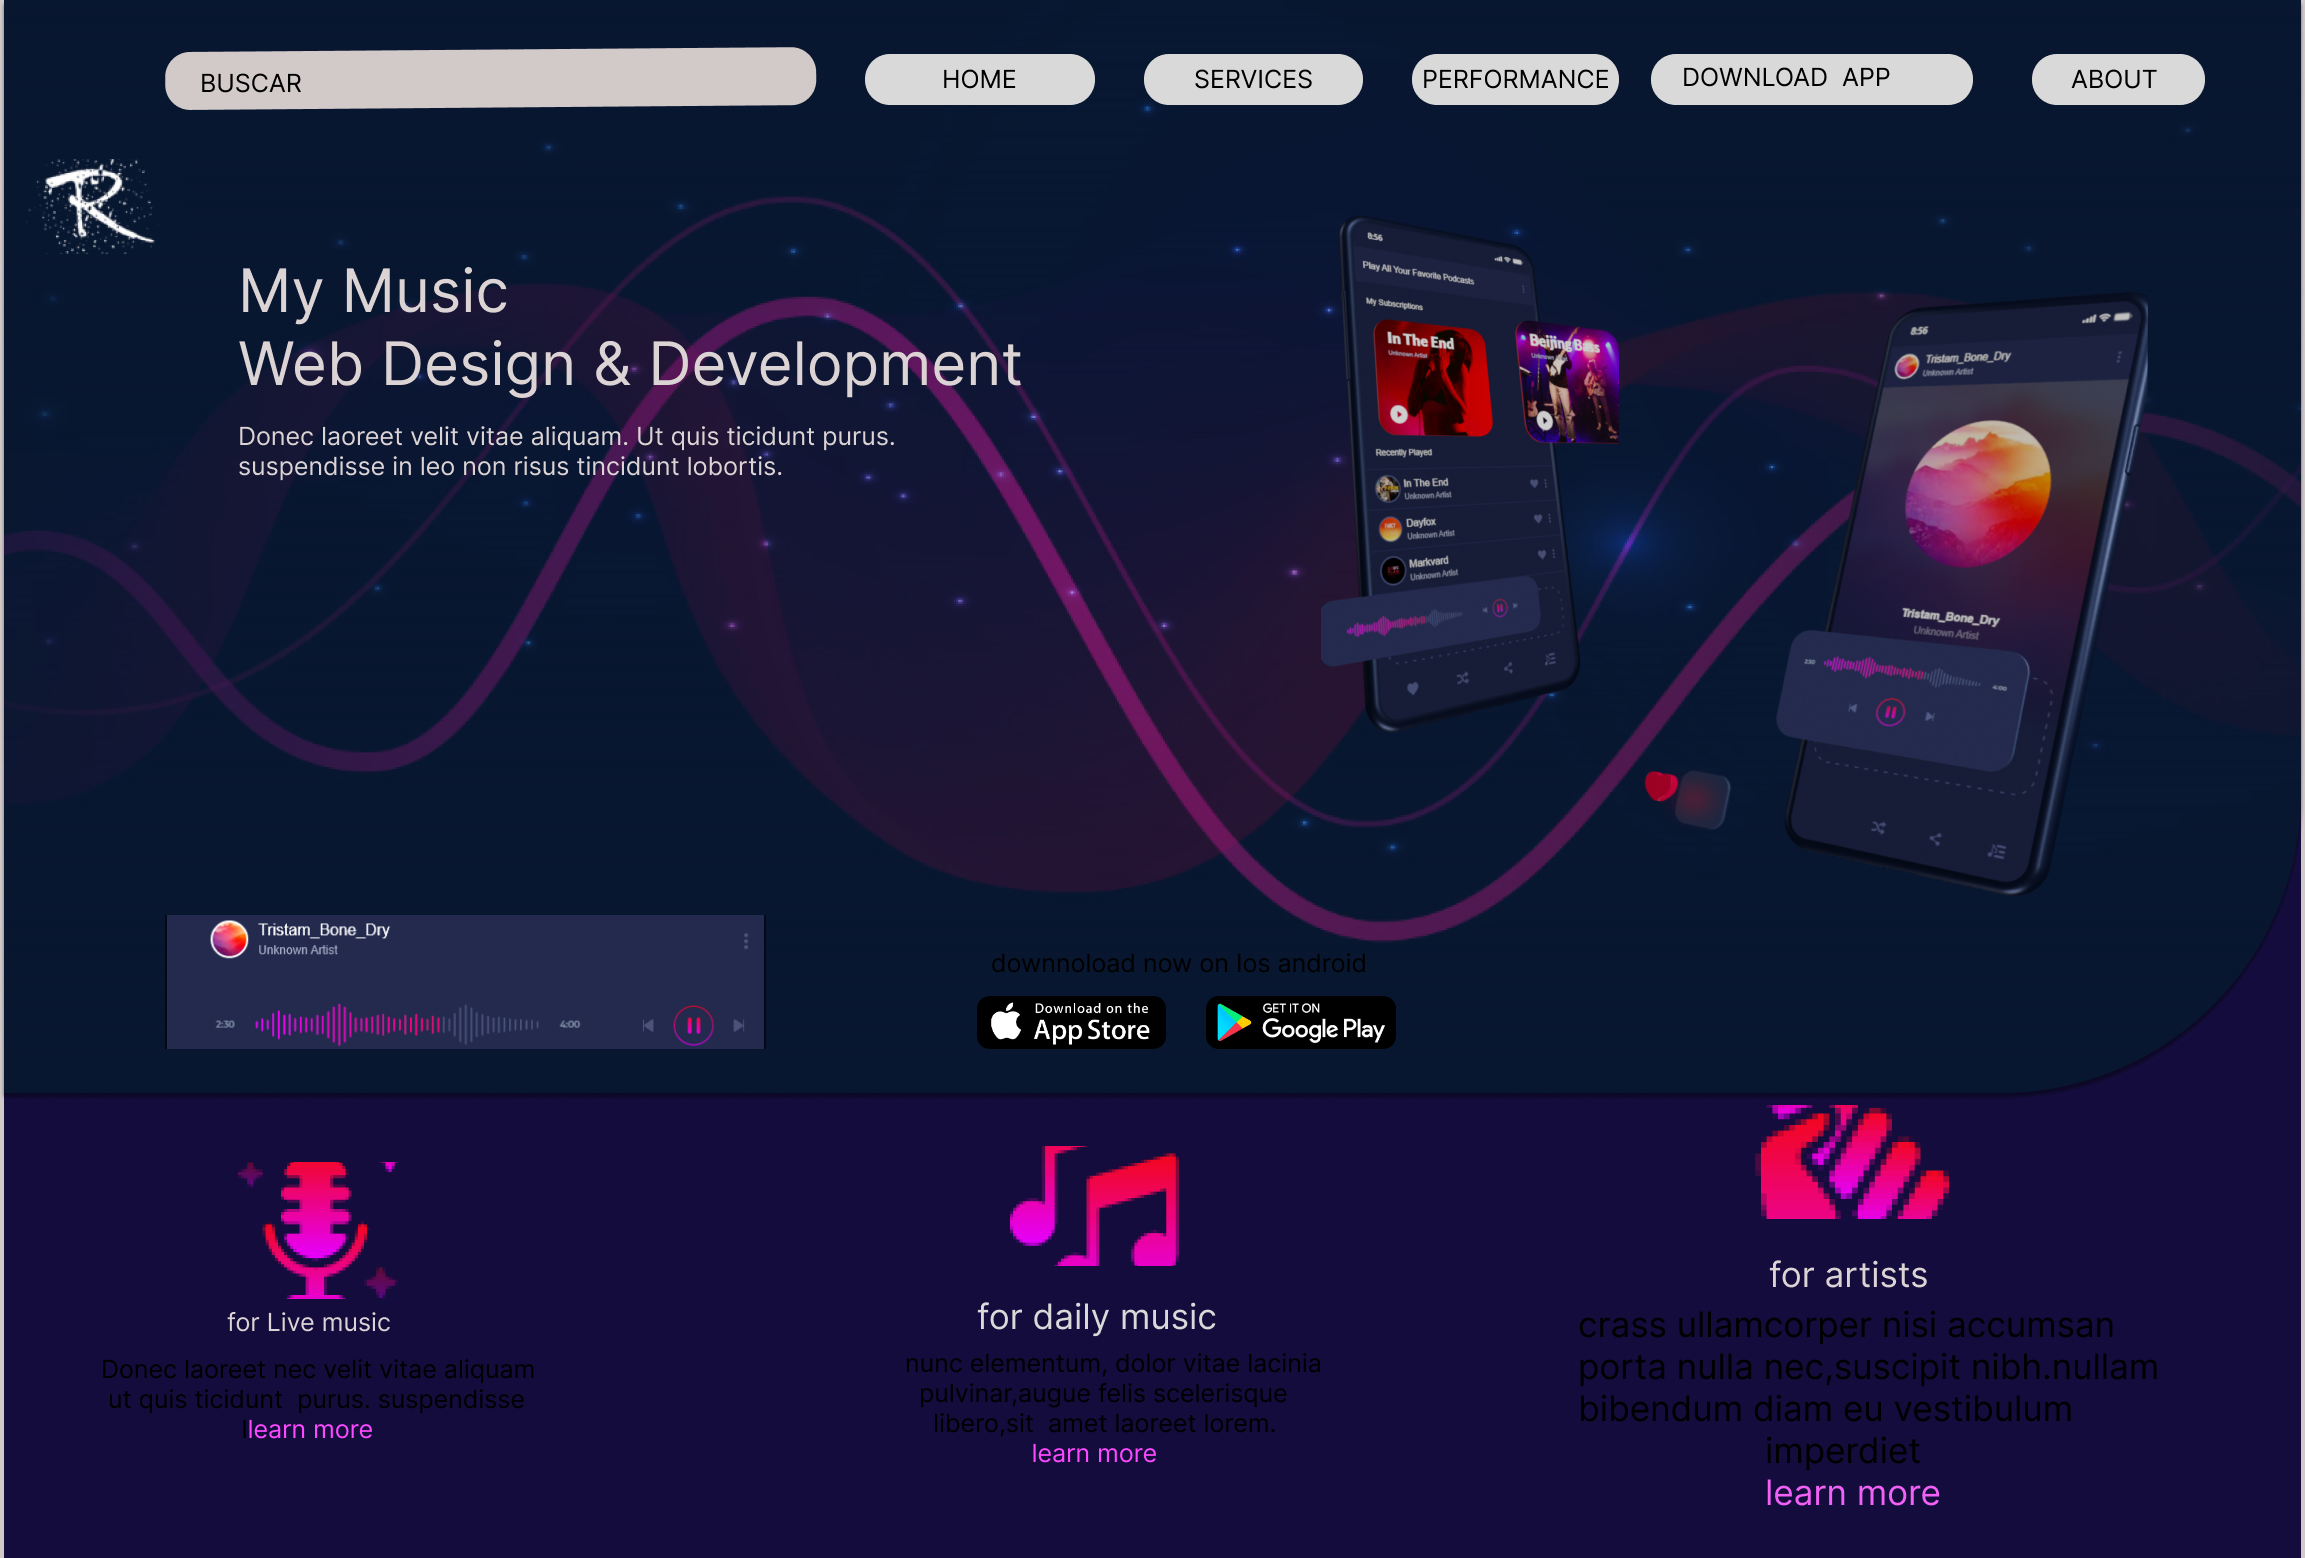 BUSCAR
HOME
SERVICES
PERFORMANCE
DOWNLOAD  APP
ABOUT
R
My Music
Web Design & Development
Donec laoreet velit vitae aliquam. Ut quis ticidunt purus.
suspendisse in leo non risus tincidunt lobortis.
8:56
Play All Your Favorite Podcasts
My Subscriptions
In The End
Unknown Artist
Beijing Bass
Recently Played
In The End
Unknown Artist
Dayfox
Unknown Artist
Markvard
Unknown Artist
8:56
Tristam_Bone_Dry
Unknown Artist
Tristam_Bone_Dry
Unknown Artist
2:30
4:00
Tristam_Bone_Dry
Unknown Artist
2:30
4:00
downnoload now on Ios android
Download on the
App Store
GET IT ON
Google Play
for Live music
Donec laoreet nec velit vitae aliquam
ut quis ticidunt  purus. suspendisse
learn more
for daily music
nunc elementum, dolor vitae lacinia
pulvinar,augue felis scelerisque
libero,sit  amet laoreet lorem.
learn more
for artists
crass ullamcorper nisi accumsan
porta nulla nec,suscipit nibh.nullam
bibendum diam eu vestibulum
imperdiet
learn more